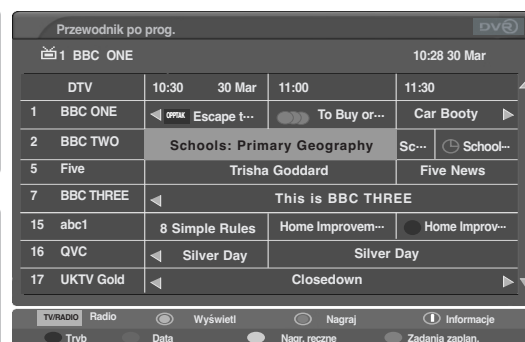 Przewodnik po prog.
DVR
1 BBC ONE 10:28 30 Mar
DTV 10:30 30 Mar 11:00 11:30
1 BBC ONE Escape t··· To Buy or··· Car Booty
2 BBC TWO Schools: Primary Geography Sc··· School···
5 Five Trisha Goddard Five News
7 BBC THREE This is BBC THREE
15 abc1 8 Simple Rules Home Improvem··· Home Improv···
16 QVC Silver Day Silver Day
17 UKTV Gold Closedown
TV/RADIO Radio Wyświetl Nagraj Informacje
Tryb Data Nagr. ręczne Zadania zaplan.